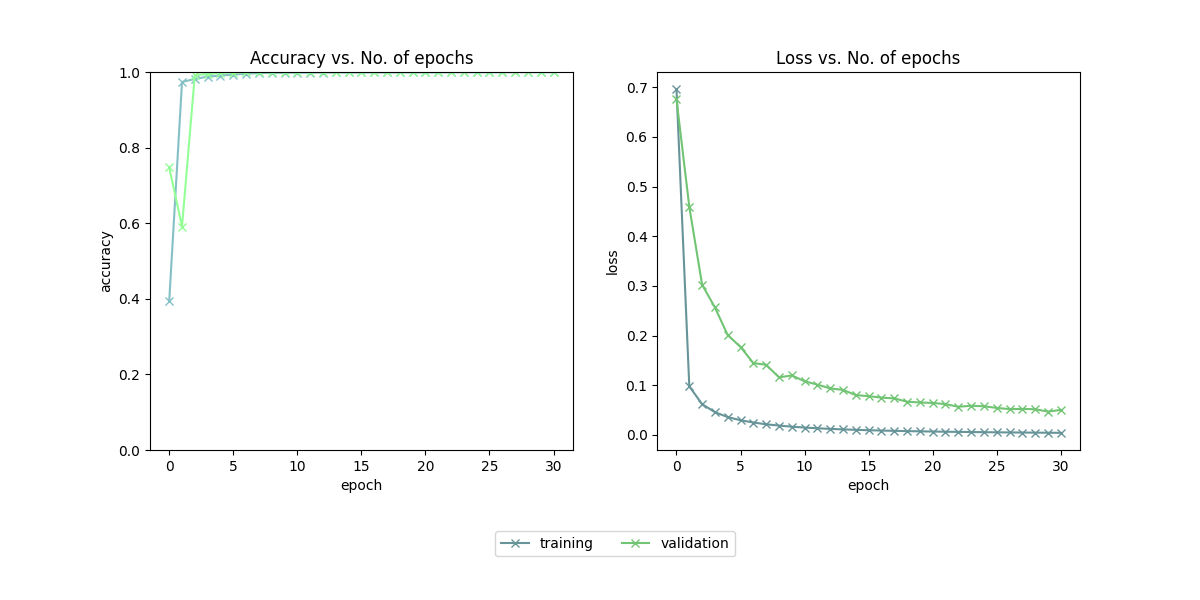 Accuracy vs. No. of epochs
1.0
0.8
0.6
0.4
0.2
0.0
accuracy
0 5 10 15 20 25 30
epoch
Loss vs. No. of epochs
0.7
0.6
0.5
0.4
0.3
0.2
0.1
0.0
loss
0 5 10 15 20 25 30
epoch
training validation